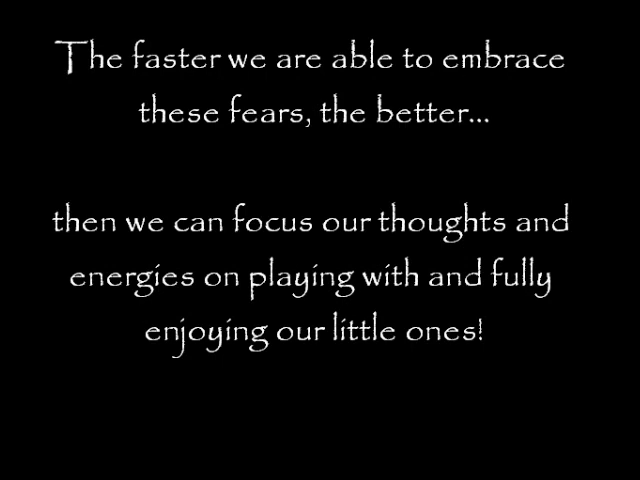 The faster we are able to embrace
these fears, the better...
then we can focus our thoughts and
energies on playing with and fully
enjoying our little ones!